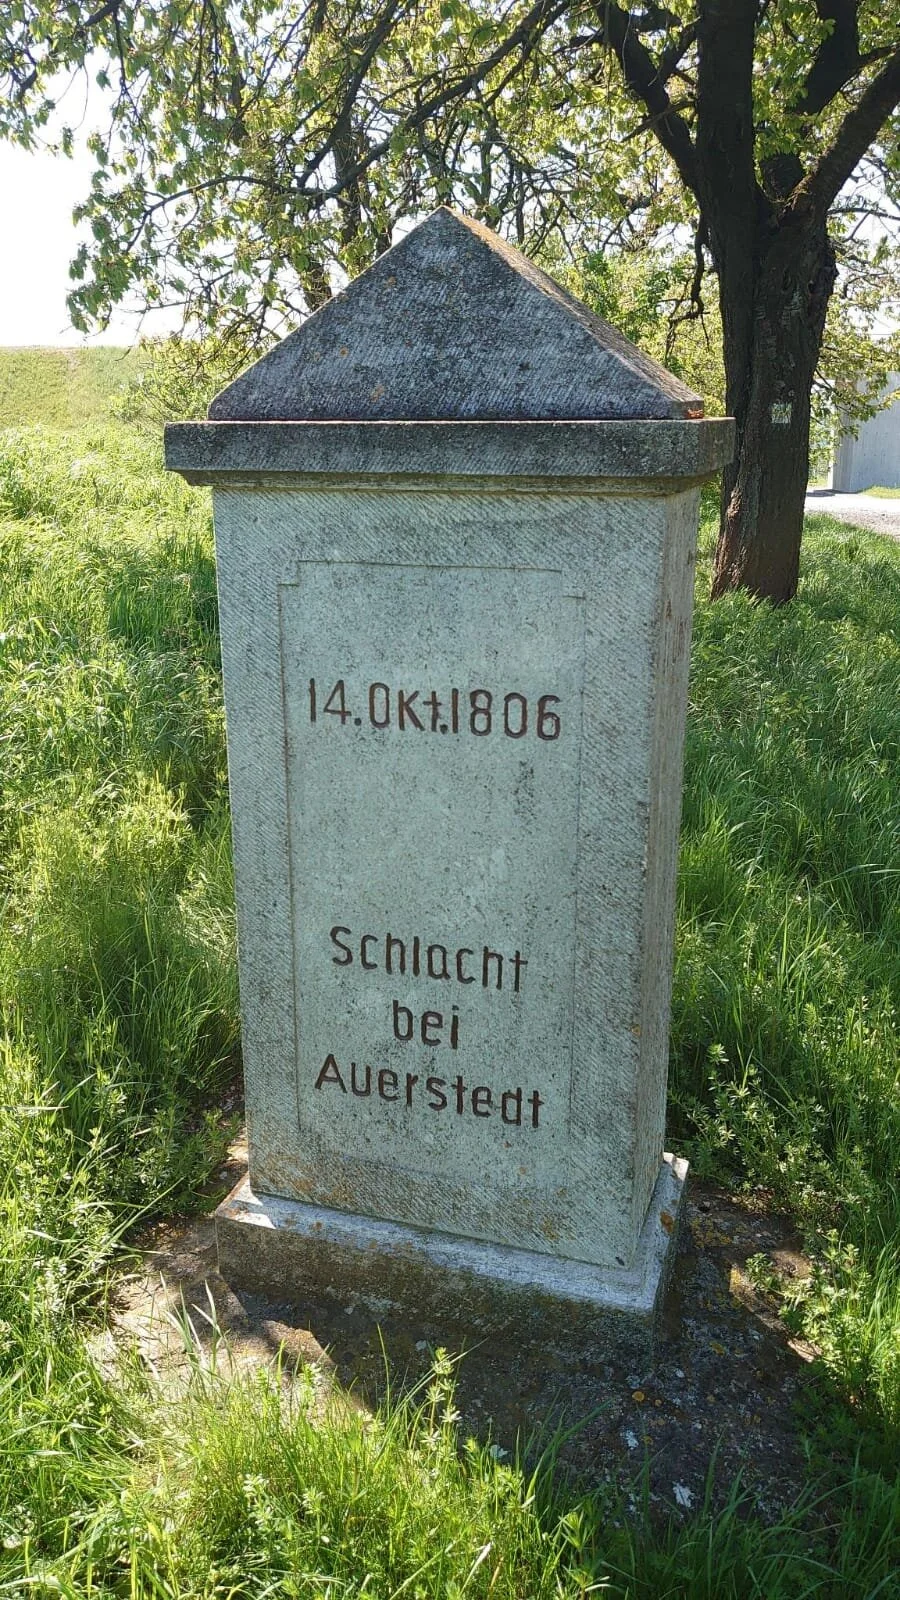 14.Okt.1806
Schlacht
bei
Auerstedt